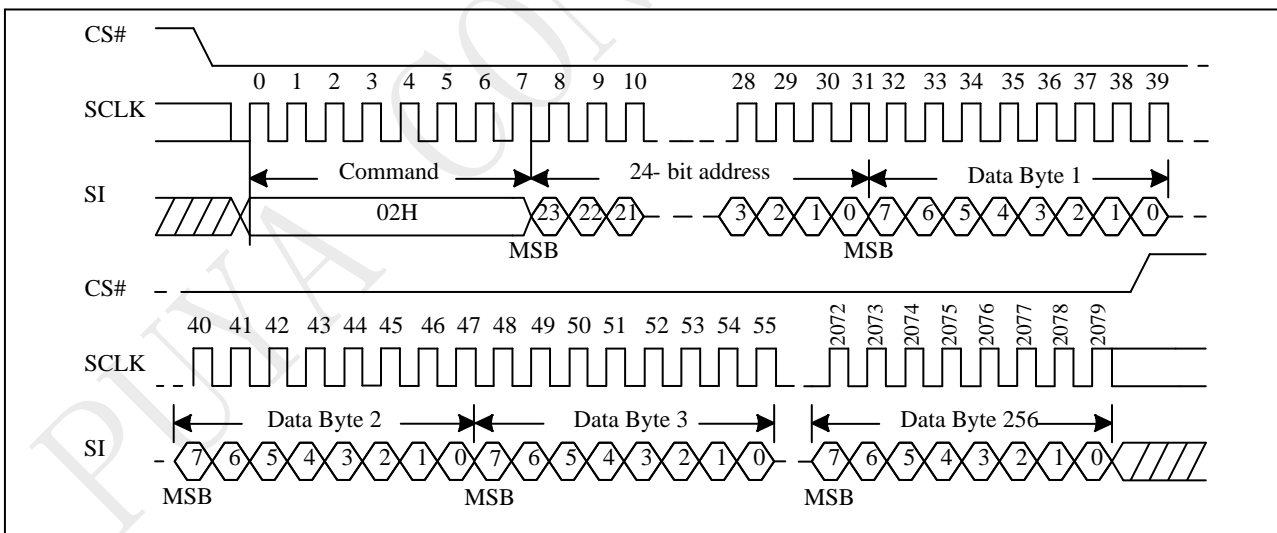 CS#
0 1 2 3 4 5 6 7 8 9 10 28 29 30 31 32 33 34 35 36 37 38 39
SCLK
Command 24- bit address Data Byte 1
SI
02H 23 22 21 3 2 1 0 7 6 5 4 3 2 1 0
MSB MSB
CS#
40 41 42 43 44 45 46 47 48 49 50 51 52 53 54 55 2072 2073 2074 2075 2076 2077 2078 2079
SCLK
Data Byte 2 Data Byte 3 Data Byte 256
SI
7 6 5 4 3 2 1 0 7 6 5 4 3 2 1 0 7 6 5 4 3 2 1 0
MSB MSB MSB
PUYA CON